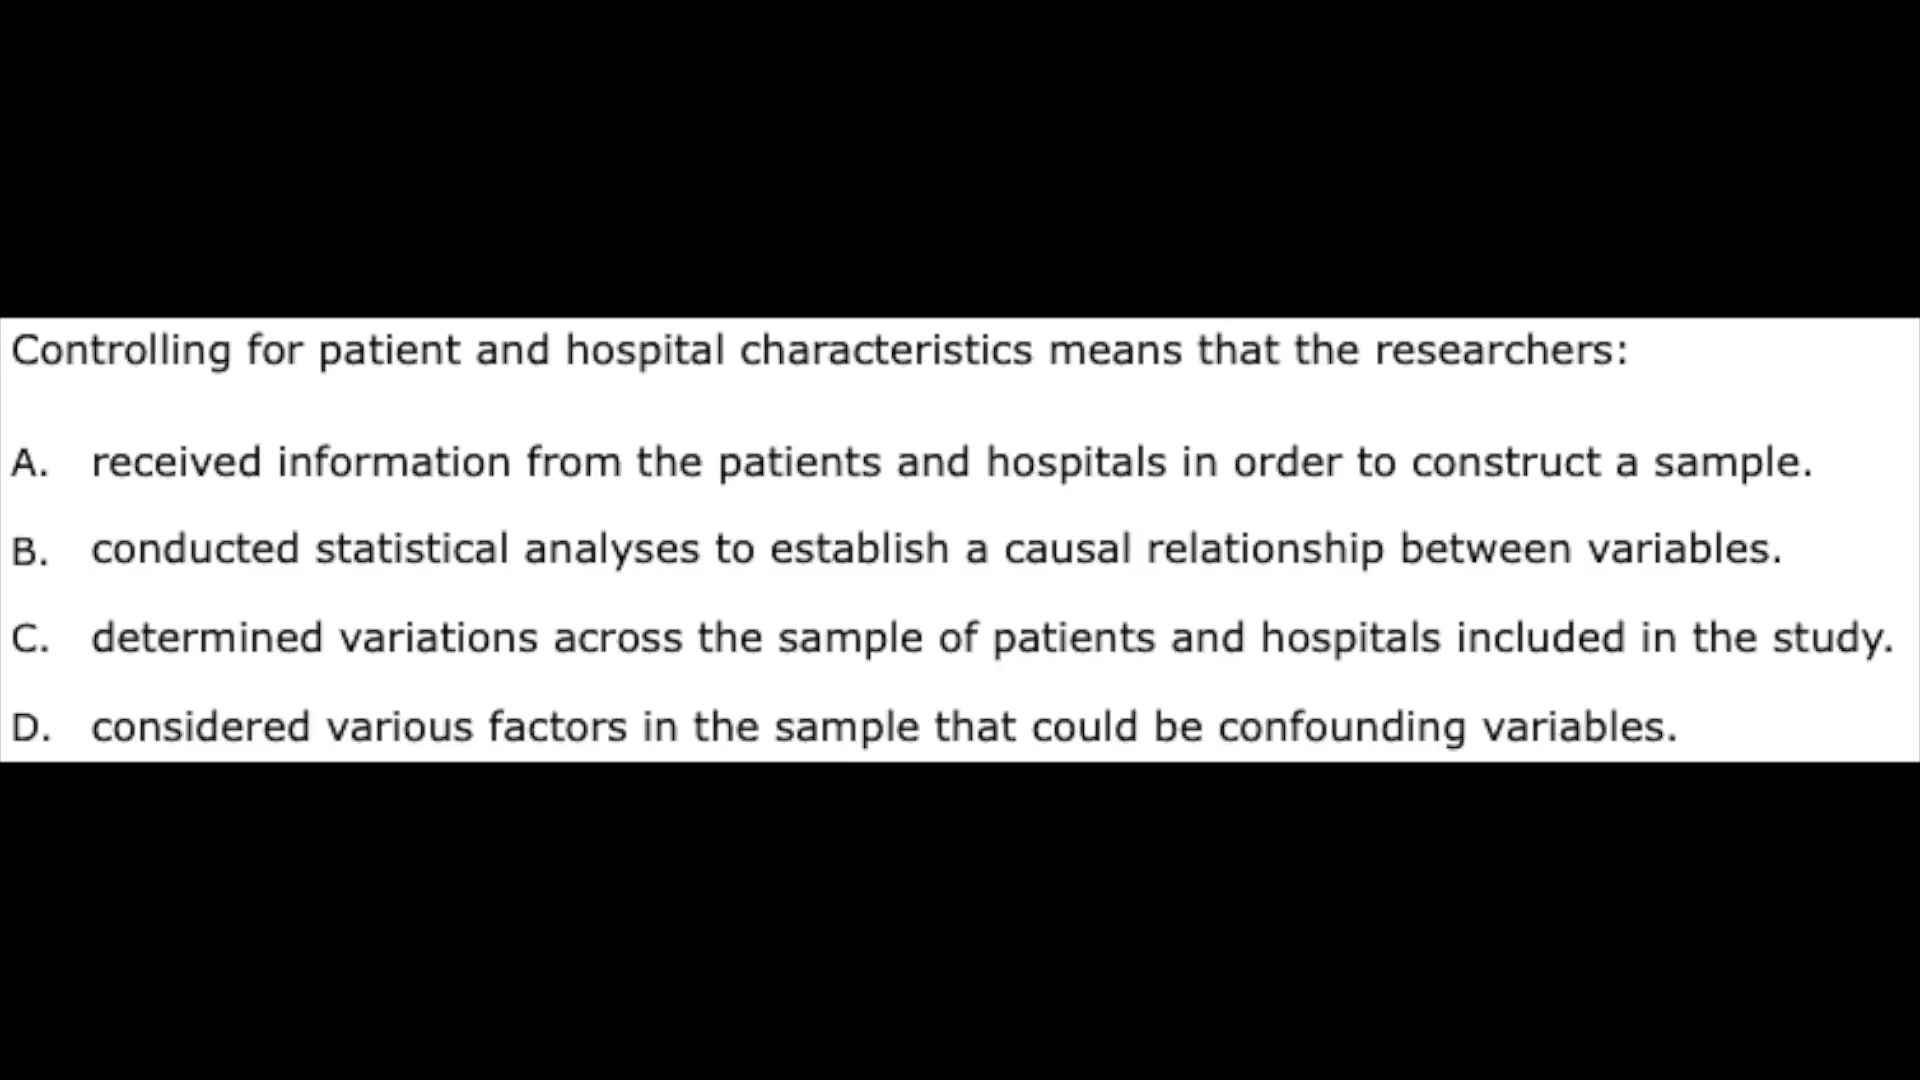 Controlling for patient and hospital characteristics means that the researchers:
A. received information from the patients and hospitals in order to construct a sample.
B. conducted statistical analyses to establish a causal relationship between variables.
C. determined variations across the sample of patients and hospitals included in the study.
D. considered various factors in the sample that could be confounding variables.